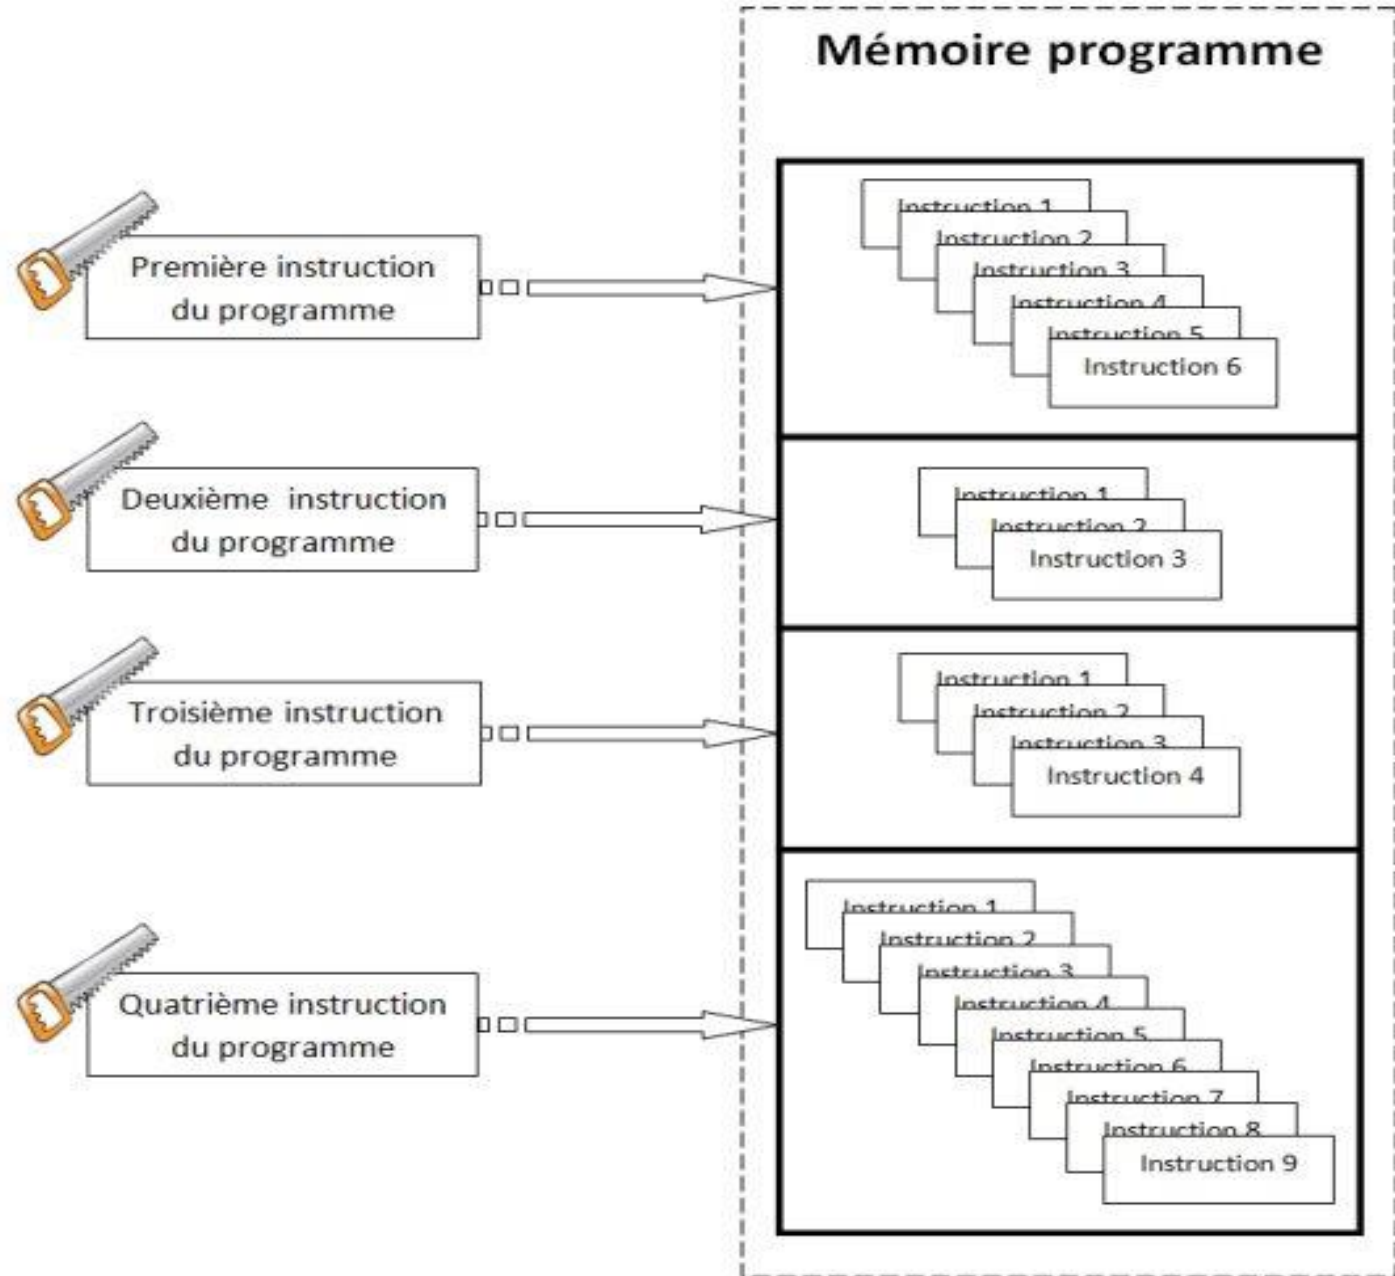 Mémoire programme
Première instruction
du programme
Instruction 1
Instruction 2
Instruction 3
Instruction 4
Instruction 5
Instruction 6
Deuxième instruction
du programme
Instruction 1
Instruction 2
Instruction 3
Troisième instruction
du programme
Instruction 1
Instruction 2
Instruction 3
Instruction 4
Quatrième instruction
du programme
Instruction 1
Instruction 2
Instruction 3
Instruction 4
Instruction 5
Instruction 6
Instruction 7
Instruction 8
Instruction 9